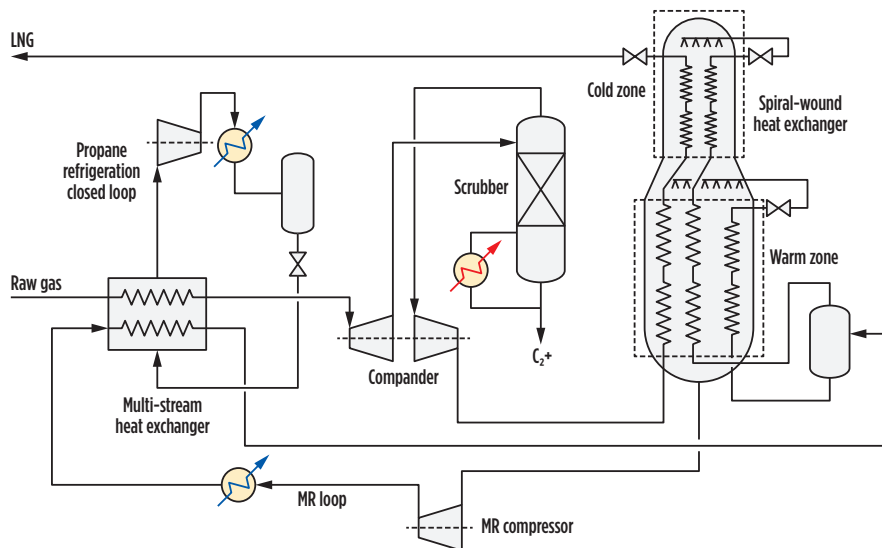 LNG
Cold zone
Spiral-wound
heat exchanger
Propane
refrigeration
closed loop
Scrubber
Warm zone
Raw gas
Compander
C₂+
Multi-stream
heat exchanger
MR loop
MR compressor